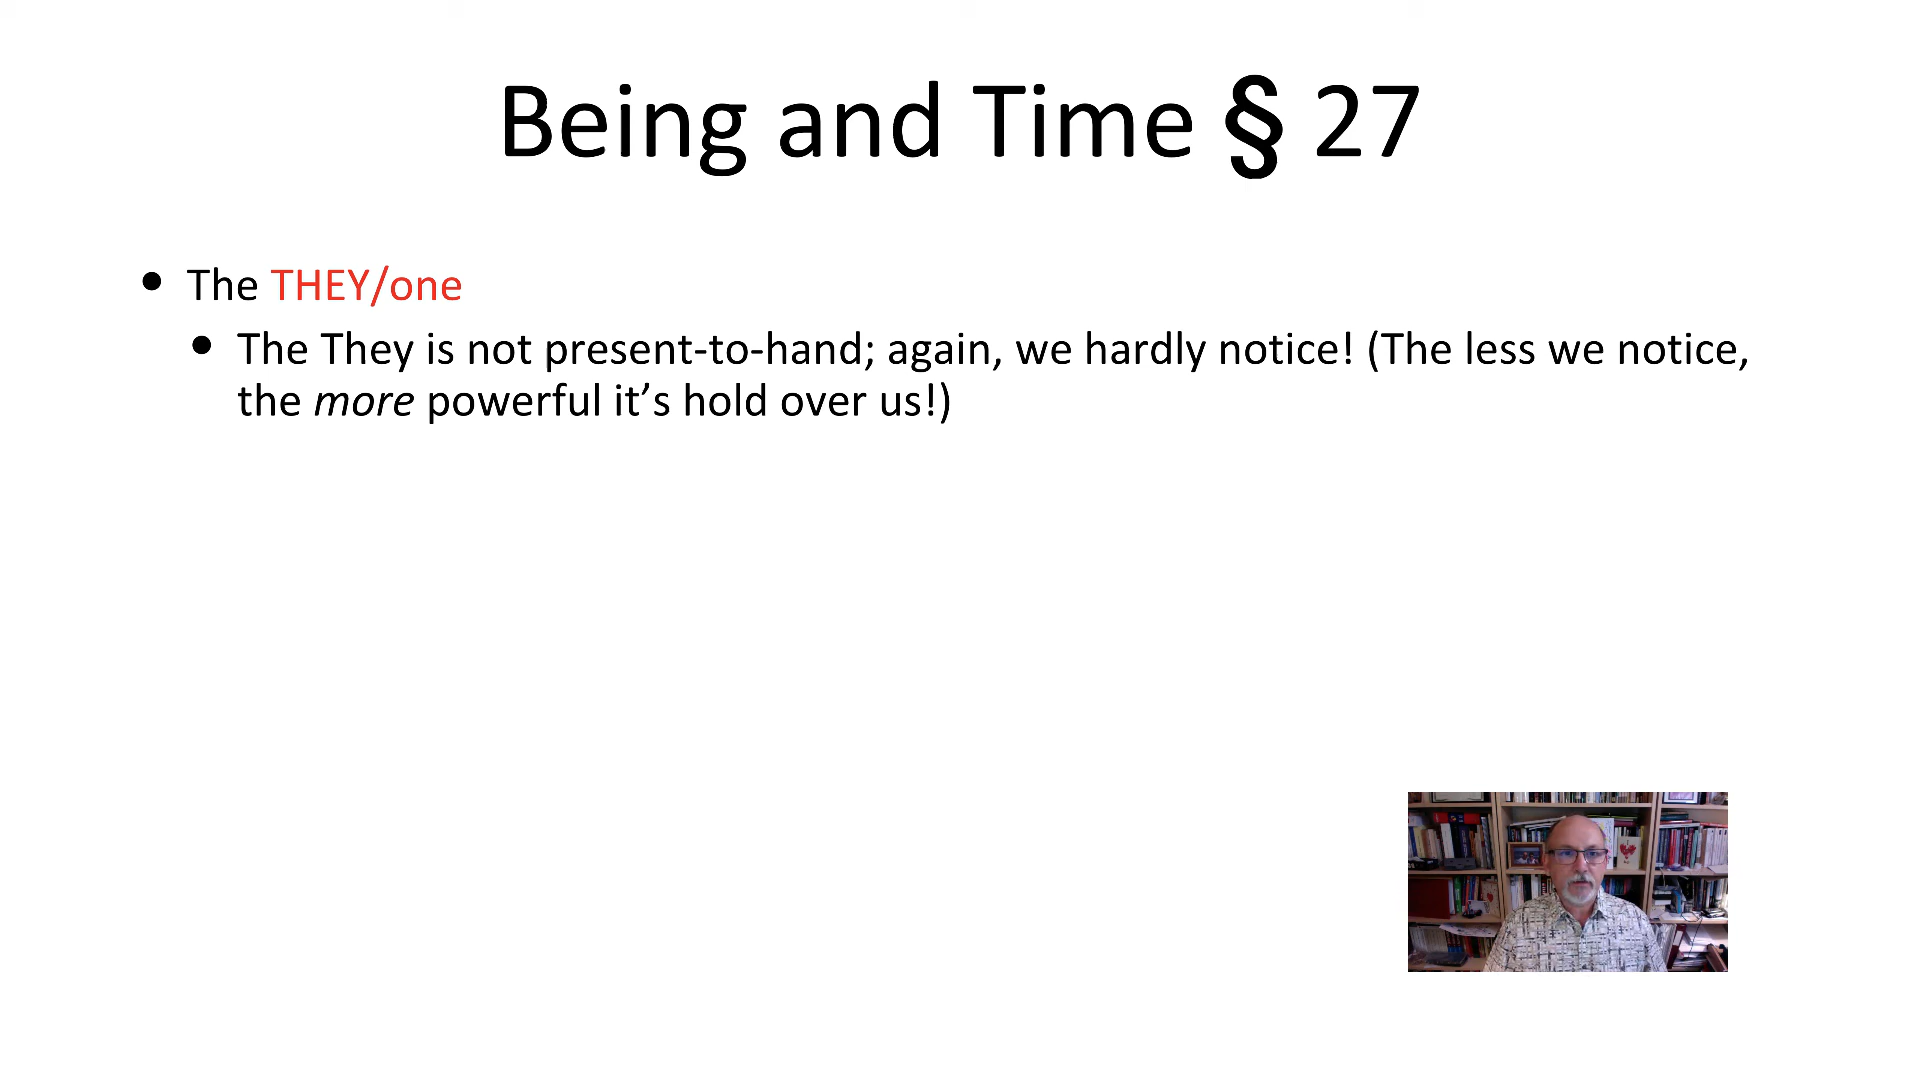 Being and Time § 27
• The THEY/one
• The They is not present-to-hand; again, we hardly notice! (The less we notice,
the more powerful it’s hold over us!)